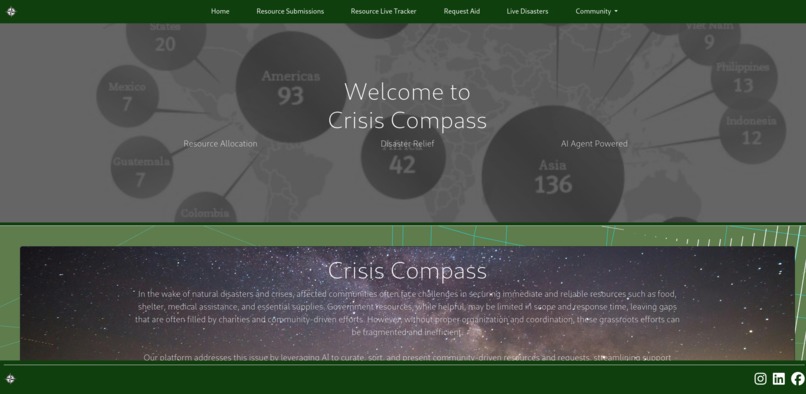 Home Resource Submissions Resource Live Tracker Request Aid Live Disasters Community
States
20
Viet Nam
9
Americas
93
Mexico
7
Philippines
13
Indonesia
12
Welcome to
Crisis Compass
Resource Allocation Disaster Relief AI Agent Powered
Guatemala
7
42
Asia
136
Colombia
Crisis Compass
In the wake of natural disasters and crises, affected communities often face challenges in securing immediate and reliable resources such as food,
shelter, medical assistance, and essential supplies. Government resources, while helpful, may be limited in scope and response time, leaving gaps
that are often filled by charities and community-driven efforts. However, without proper organization and coordination, these grassroots efforts can
be fragmented and inefficient.
Our platform addresses this issue by leveraging AI to curate, sort, and present community-driven resources and requests, streamlining support